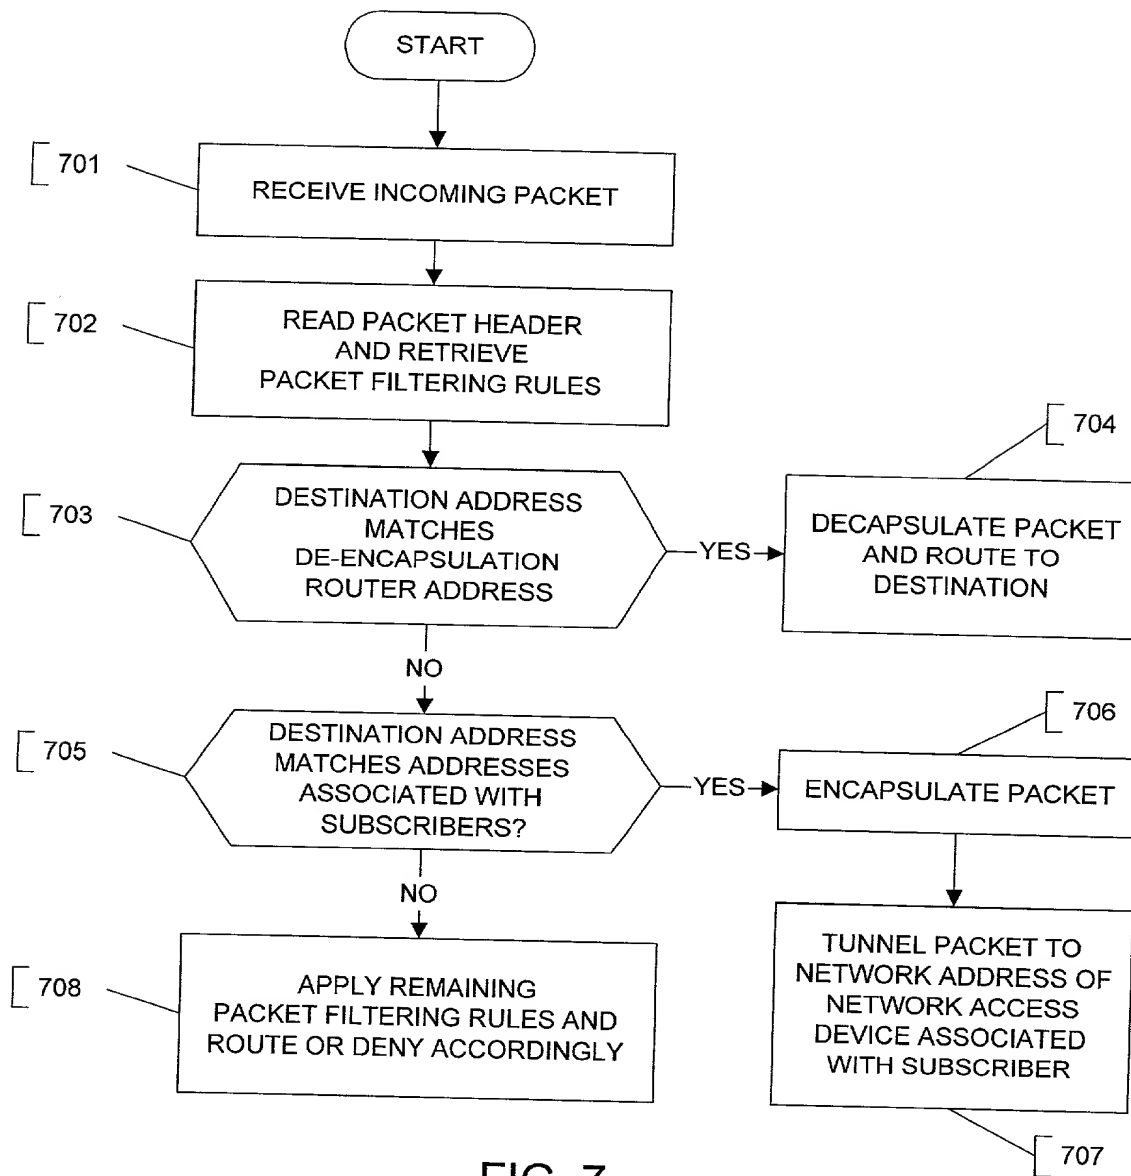 START
701
RECEIVE INCOMING PACKET
702
READ PACKET HEADER
AND RETRIEVE
PACKET FILTERING RULES
703
DESTINATION ADDRESS
MATCHES
DE-ENCAPSULATION
ROUTER ADDRESS
YES
704
DECAPSULATE PACKET
AND ROUTE TO
DESTINATION
NO
705
DESTINATION ADDRESS
MATCHES ADDRESSES
ASSOCIATED WITH
SUBSCRIBERS?
YES
706
ENCAPSULATE PACKET
NO
708
APPLY REMAINING
PACKET FILTERING RULES AND
ROUTE OR DENY ACCORDINGLY
TUNNEL PACKET TO
NETWORK ADDRESS OF
NETWORK ACCESS
DEVICE ASSOCIATED
WITH SUBSCRIBER
707
FIG. 7